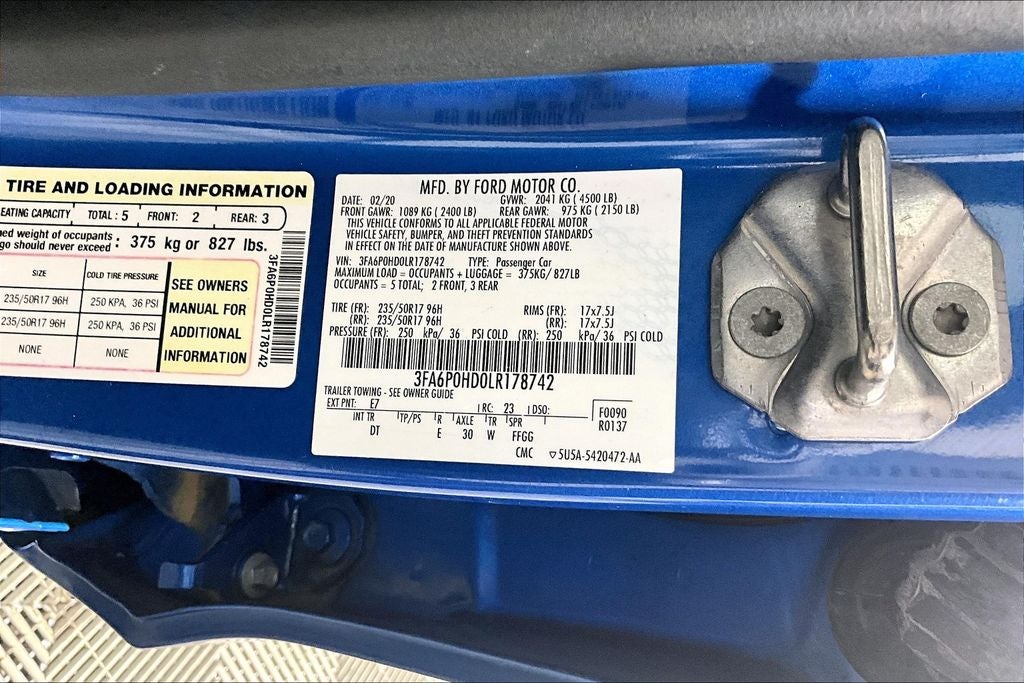 TIRE AND LOADING INFORMATION
EATING CAPACITY TOTAL : 5 FRONT: 2 REAR: 3
ned weight of occupants
go should never exceed : 375 kg or 827 lbs.
SIZE COLD TIRE PRESSURE
235/50R17 96H 250 KPA, 36 PSI
235/50R17 96H 250 KPA, 36 PSI
NONE NONE
SEE OWNERS
MANUAL FOR
ADDITIONAL
INFORMATION
3FA6P0HD0LR178742
MFD. BY FORD MOTOR CO.
DATE: 02/20 GVWR: 2041 KG ( 4500 LB)
FRONT GAWR: 1089 KG ( 2400 LB) REAR GAWR: 975 KG ( 2150 LB)
THIS VEHICLE CONFORMS TO ALL APPLICABLE FEDERAL MOTOR
VEHICLE SAFETY, BUMPER, AND THEFT PREVENTION STANDARDS
IN EFFECT ON THE DATE OF MANUFACTURE SHOWN ABOVE.
VIN: 3FA6P0HD0LR178742 TYPE: Passenger Car
MAXIMUM LOAD = OCCUPANTS + LUGGAGE = 375KG/ 827LB
OCCUPANTS = 5 TOTAL; 2 FRONT, 3 REAR
TIRE (FR): 235/50R17 96H RIMS (FR): 17x7.5J
(RR): 235/50R17 96H (RR): 17x7.5J
PRESSURE (FR): 250 kPa/ 36 PSI COLD (RR): 250 kPa/ 36 PSI COLD
3FA6P0HD0LR178742
TRAILER TOWING - SEE OWNER GUIDE
EXT PNT: E7 RC: 23 DSO: F0090
INT TR TP/PS R AXLE TR SPR R0137
DT E 30 W FFGG
CMC ▽5U5A-5420472-AA